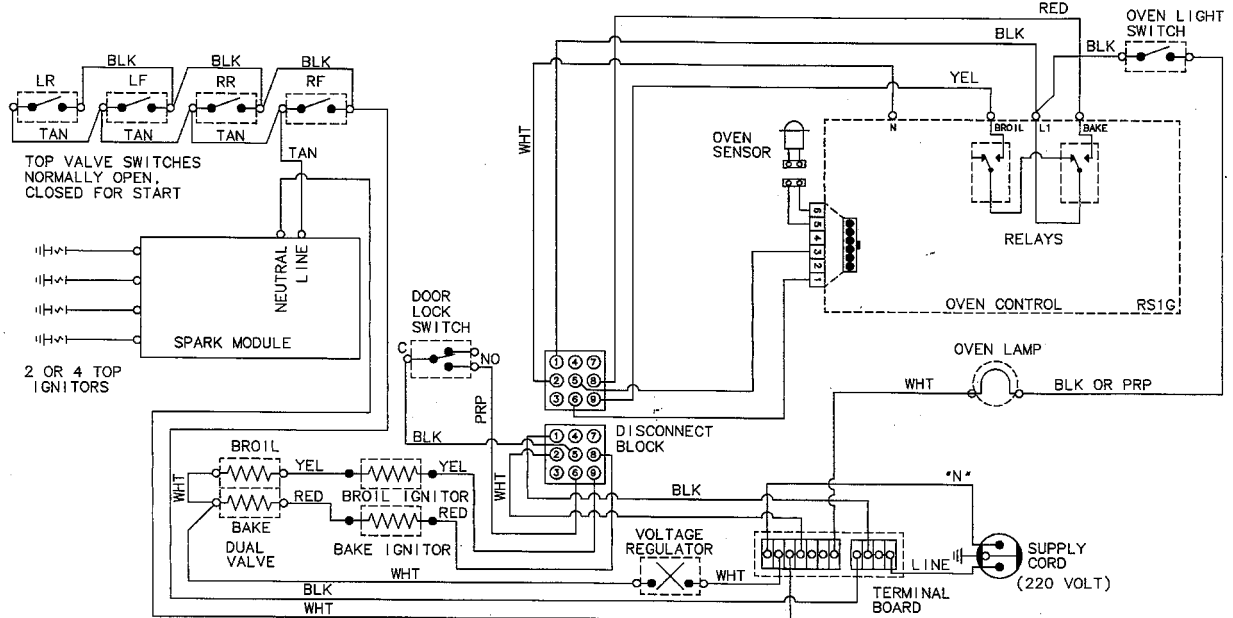 RED
OVEN LIGHT
SWITCH
BLK
BLK
BLK BLK BLK
LR LF RR RF
YEL
TAN TAN TAN
TAN
WHT
OVEN
SENSOR
N BROIL L1 BAKE
TOP VALVE SWITCHES
NORMALLY OPEN,
CLOSED FOR START
RELAYS
6
5
4
3
2
1
NEUTRAL
LINE
OVEN CONTROL RS1G
DOOR
LOCK
SWITCH
SPARK MODULE
C
NO
OVEN LAMP
2 OR 4 TOP
IGNITORS
1 4 7
2 5 8
3 6 9
WHT
BLK OR PRP
PRP
DISCONNECT
BLOCK
BLK
1 4 7
2 5 8
3 6 9
BROIL
YEL
YEL
WHT
WHT
BROIL IGNITOR
"N"
RED
RED
BLK
BAKE
BAKE IGNITOR
DUAL
VALVE
VOLTAGE
REGULATOR
WHT
WHT
LINE
SUPPLY
CORD
(220 VOLT)
BLK
TERMINAL
BOARD
WHT